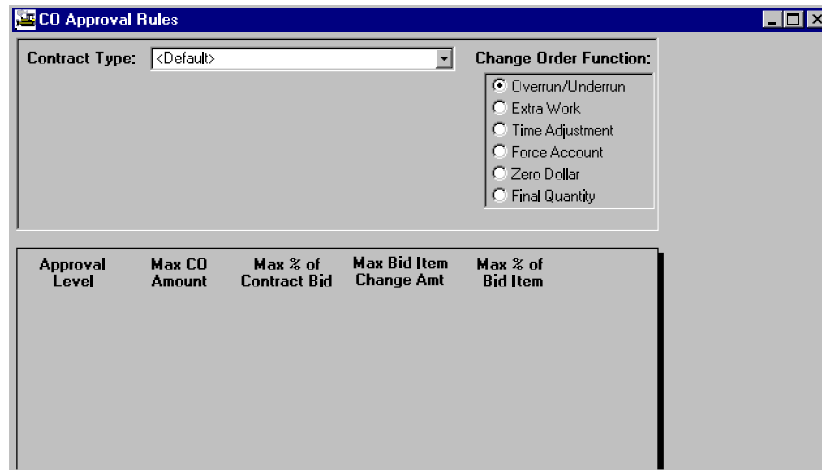 CO Approval Rules
Contract Type: <Default>
Change Order Function:
Overrun/Underrun
Extra Work
Time Adjustment
Force Account
Zero Dollar
Final Quantity
Approval Level
Max CO Amount
Max % of Contract Bid
Max Bid Item Change Amt
Max % of Bid Item